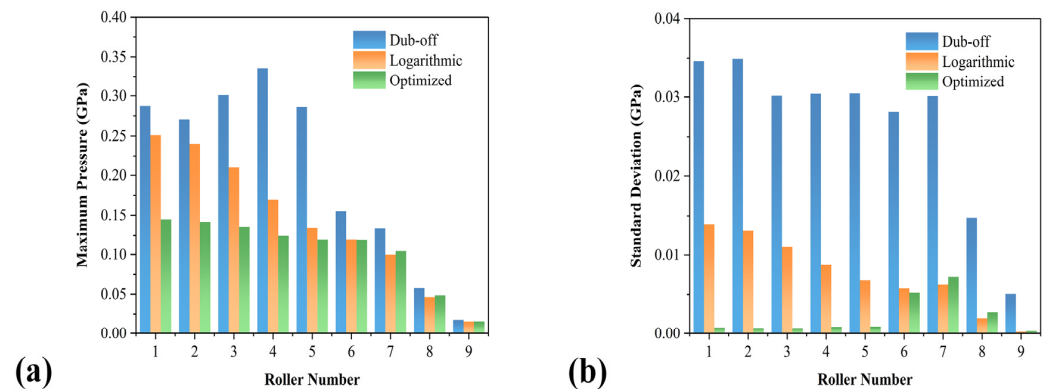 0.40
0.35
0.30
0.25
0.20
0.15
0.10
0.05
0.00
Maximum Pressure (GPa)
Dub-off
Logarithmic
Optimized
1 2 3 4 5 6 7 8 9
Roller Number
(a)
0.04
0.03
0.02
0.01
0.00
Standard Deviation (GPa)
Dub-off
Logarithmic
Optimized
1 2 3 4 5 6 7 8 9
Roller Number
(b)